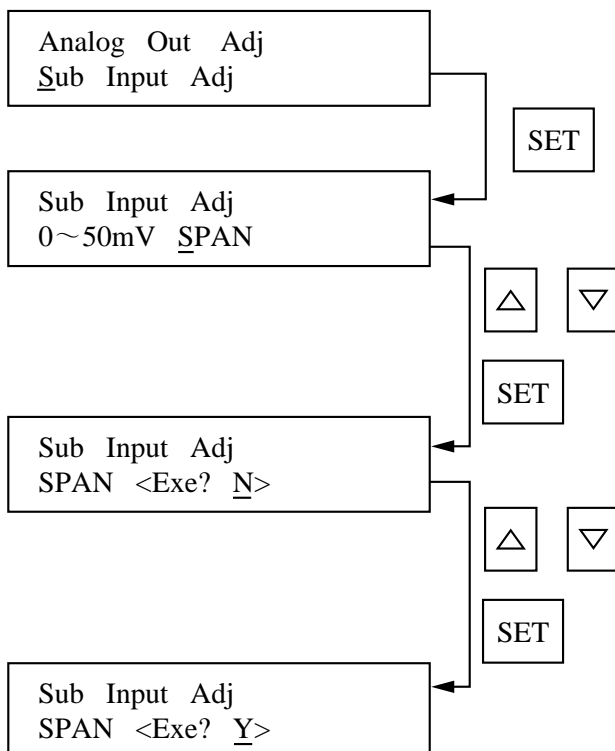 Analog Out Adj
Sub Input Adj
SET
Sub Input Adj
0～50mV SPAN
SET
Sub Input Adj
SPAN <Exe? N>
SET
Sub Input Adj
SPAN <Exe? Y>